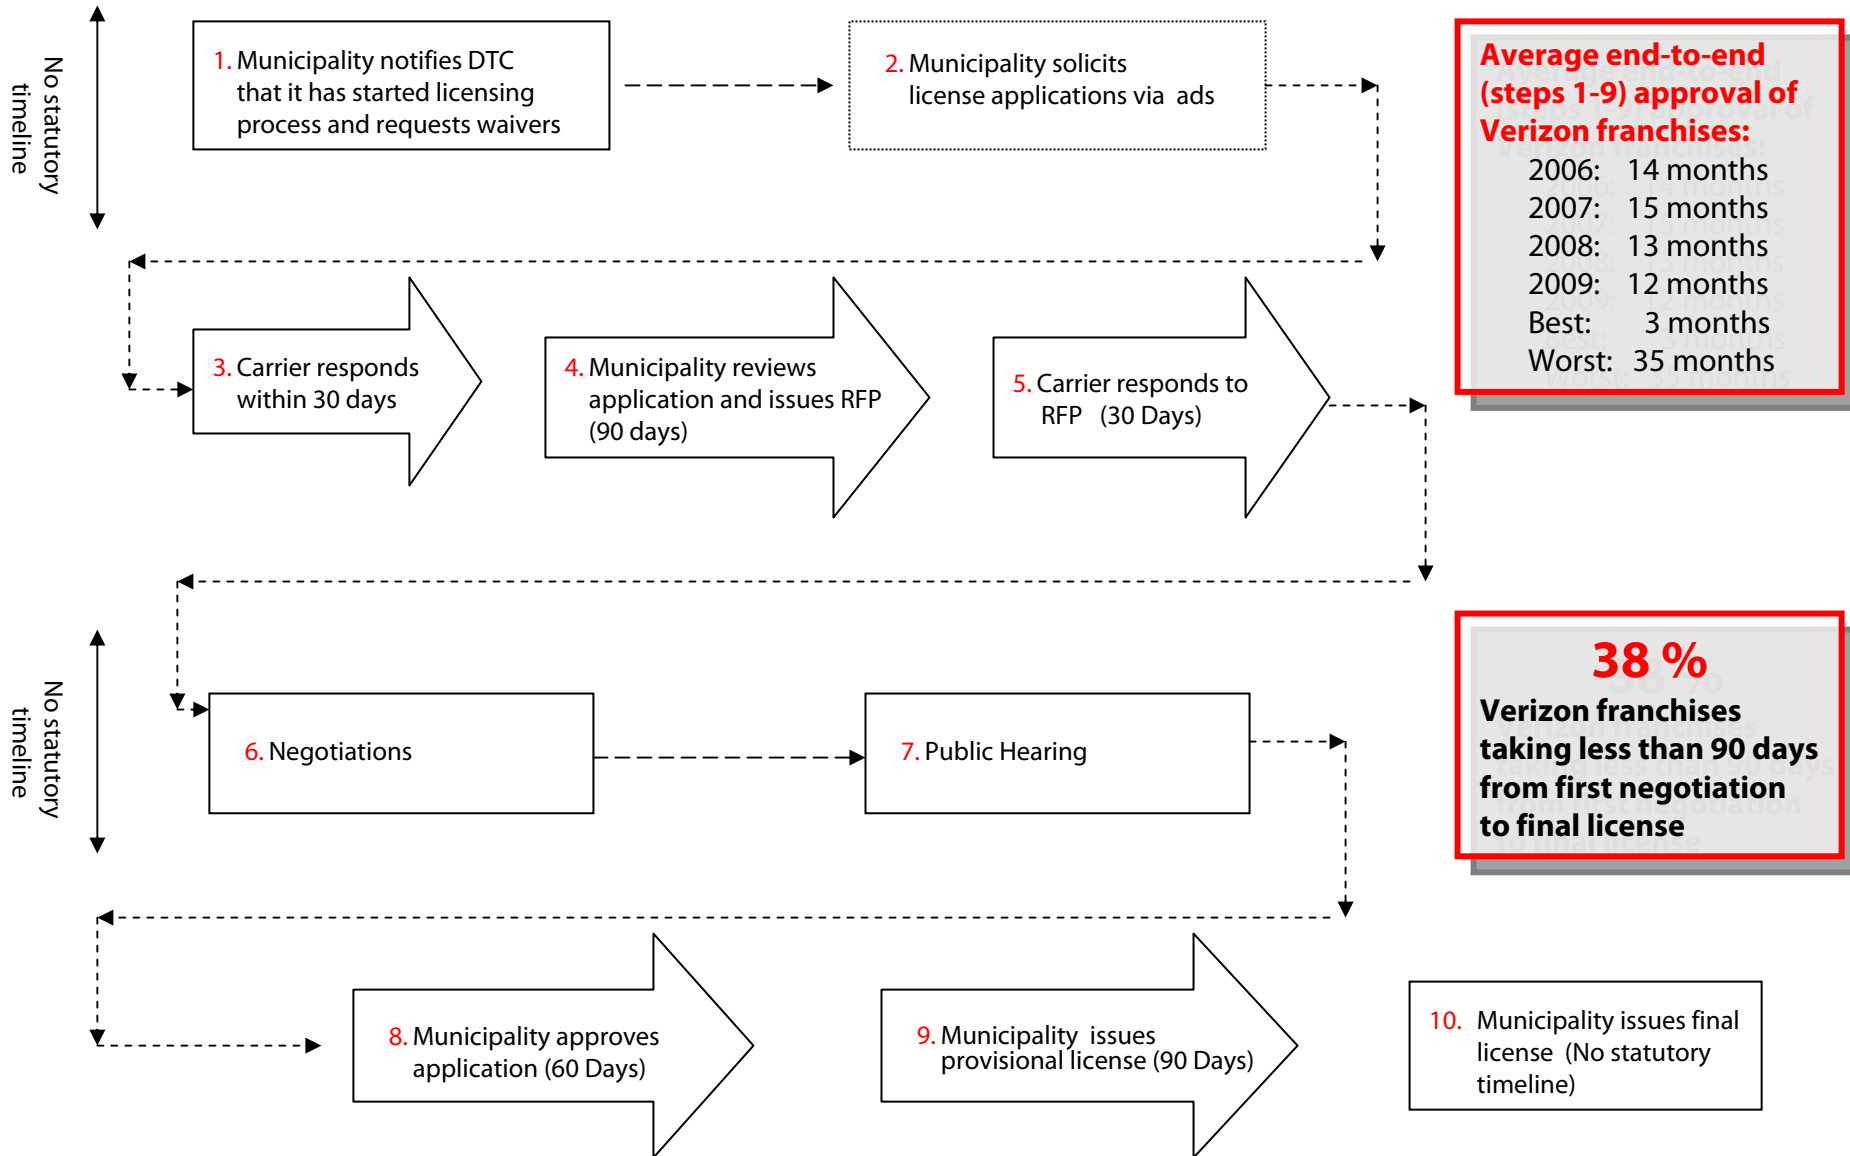 No statutory
timeline
1. Municipality notifies DTC
that it has started licensing
process and requests waivers
2. Municipality solicits
license applications via ads
Average end-to-end
(steps 1-9) approval of
Verizon franchises:
2006: 14 months
2007: 15 months
2008: 13 months
2009: 12 months
Best: 3 months
Worst: 35 months
3. Carrier responds
within 30 days
4. Municipality reviews
application and issues RFP
(90 days)
5. Carrier responds to
RFP (30 Days)
No statutory
timeline
6. Negotiations
7. Public Hearing
38 %
Verizon franchises
taking less than 90 days
from first negotiation
to final license
8. Municipality approves
application (60 Days)
9. Municipality issues
provisional license (90 Days)
10. Municipality issues final
license (No statutory
timeline)